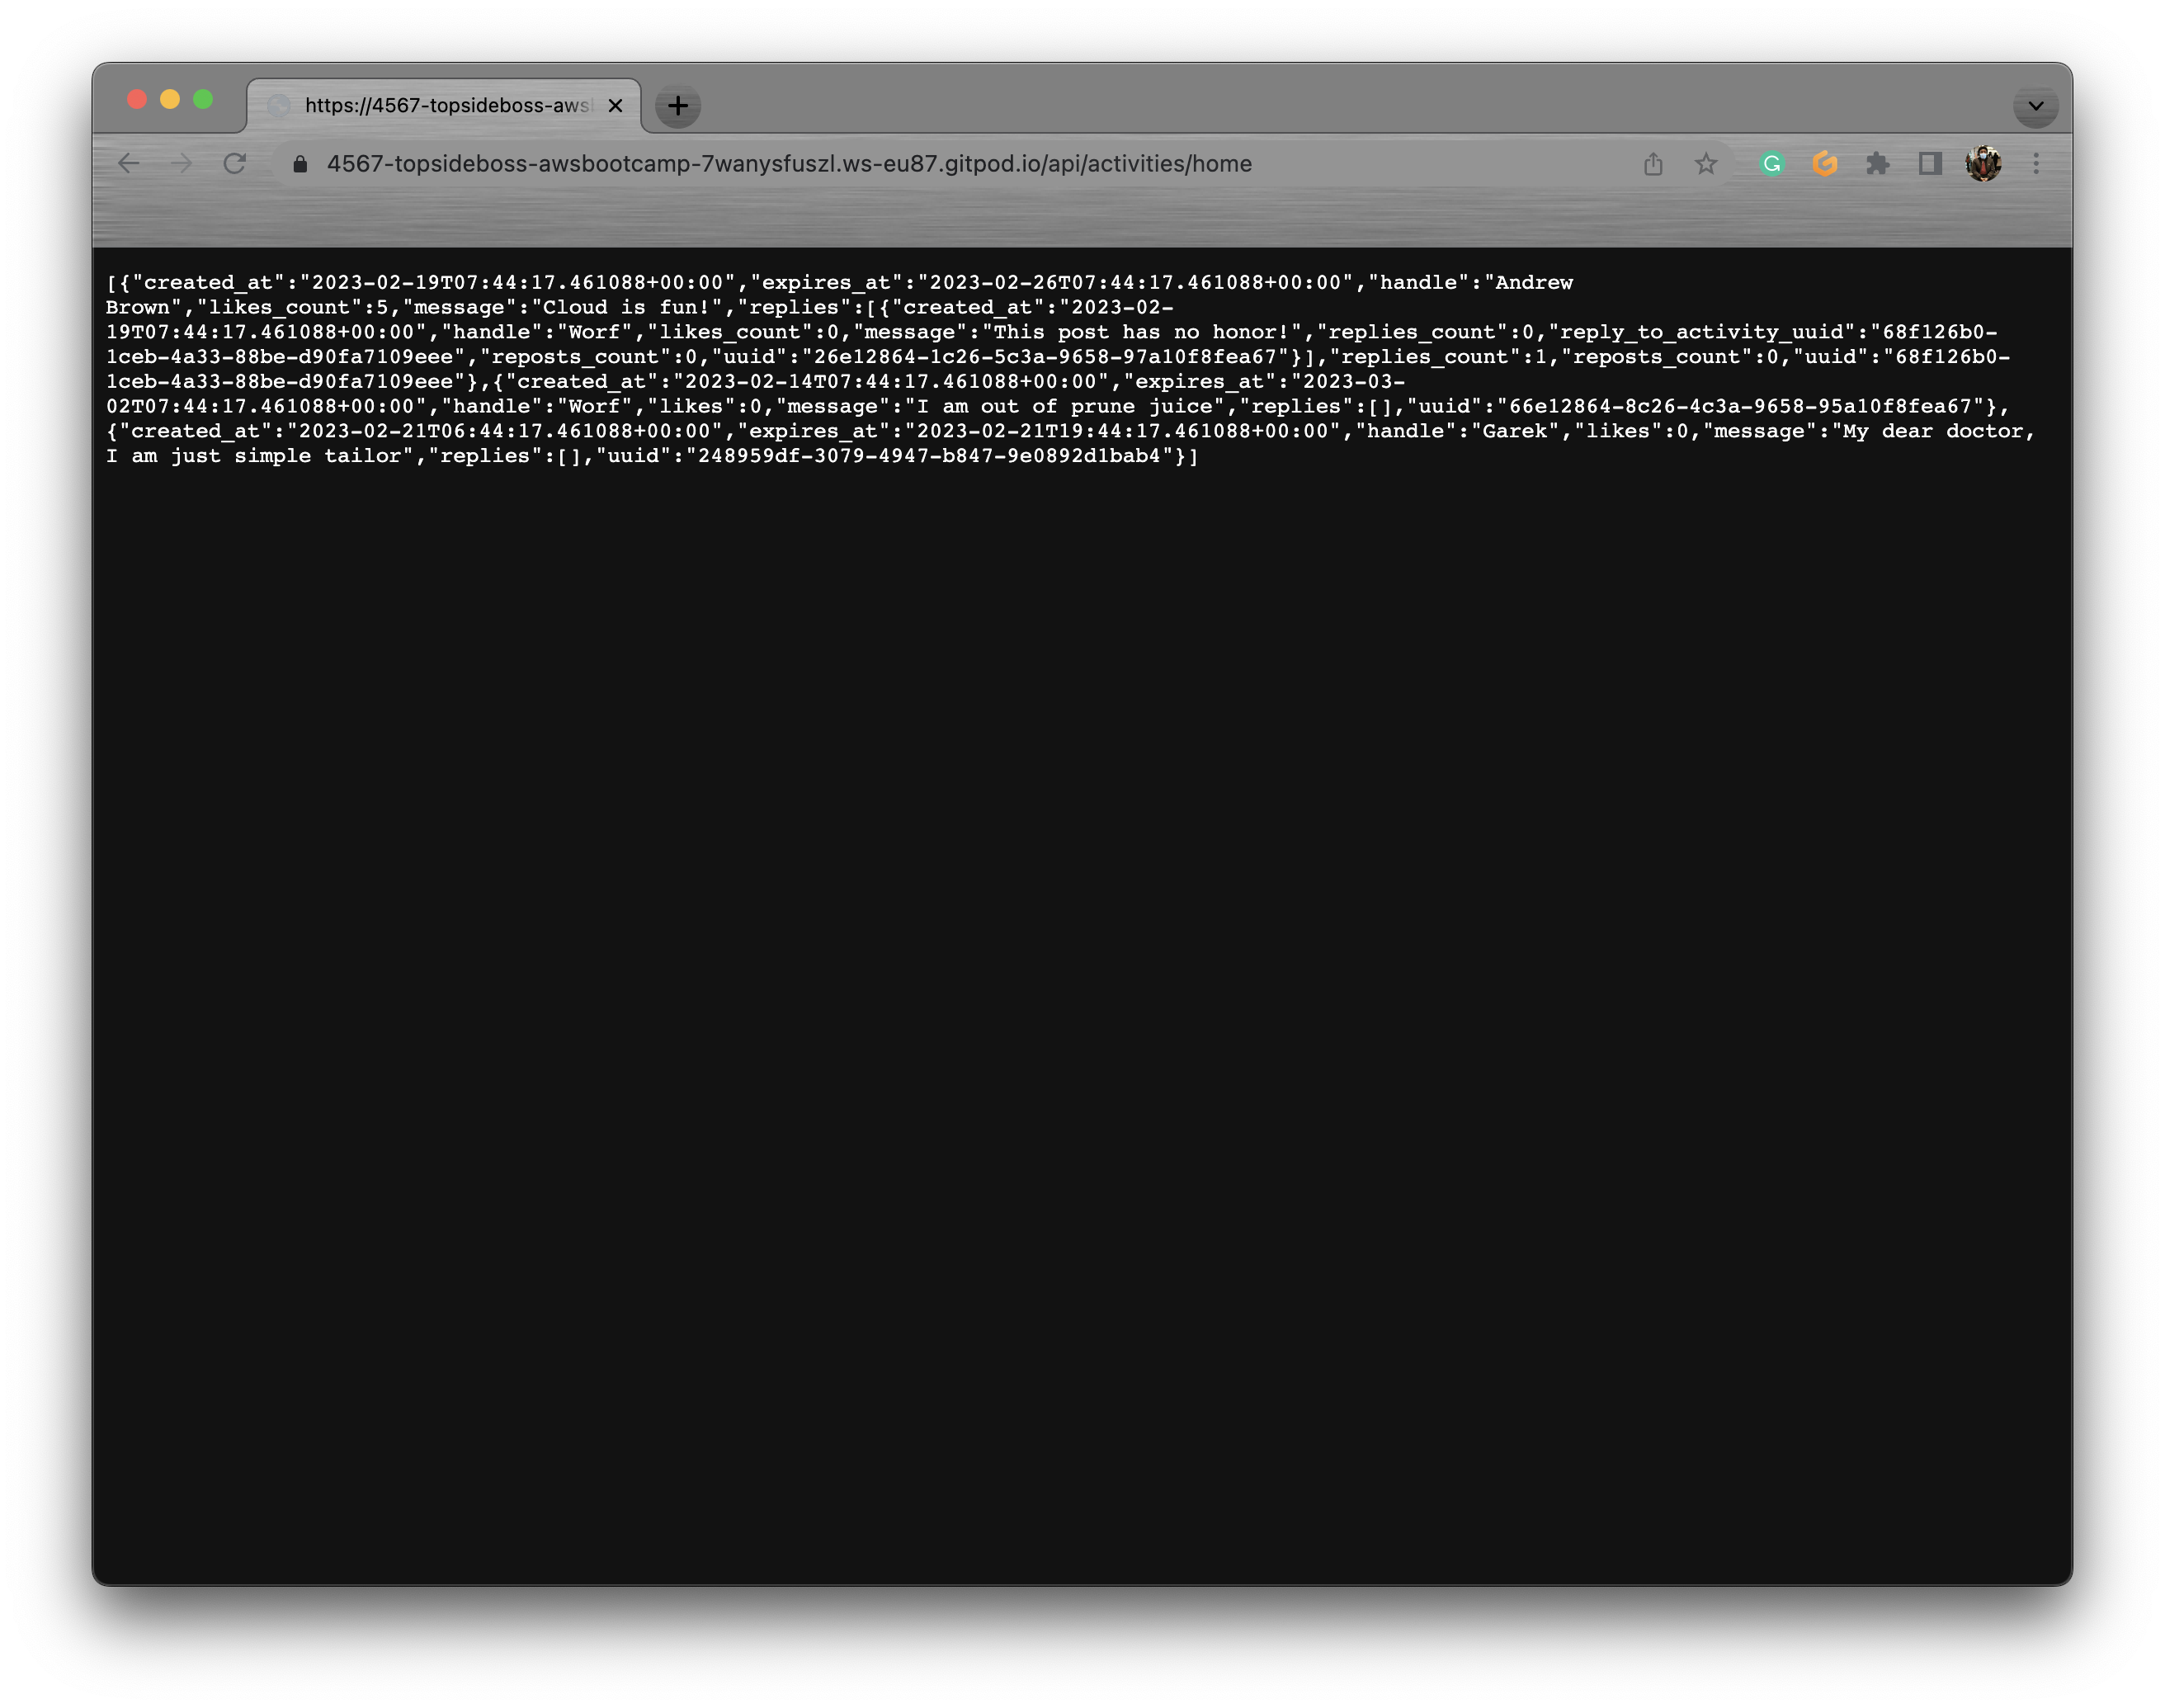 https://4567-topsideboss-aws
4567-topsideboss-awsbootcamp-7wanysfuszl.ws-eu87.gitpod.io/api/activities/home
[{"created_at":"2023-02-19T07:44:17.461088+00:00","expires_at":"2023-02-26T07:44:17.461088+00:00","handle":"Andrew
Brown","likes_count":5,"message":"Cloud is fun!","replies":[{"created_at":"2023-02-
19T07:44:17.461088+00:00","handle":"Worf","likes_count":0,"message":"This post has no honor!","replies_count":0,"reply_to_activity_uuid":"68f126b0-
1ceb-4a33-88be-d90fa7109eee","reposts_count":0,"uuid":"26e12864-1c26-5c3a-9658-97a10f8fea67"}],"replies_count":1,"reposts_count":0,"uuid":"68f126b0-
1ceb-4a33-88be-d90fa7109eee"},{"created_at":"2023-02-14T07:44:17.461088+00:00","expires_at":"2023-03-
02T07:44:17.461088+00:00","handle":"Worf","likes":0,"message":"I am out of prune juice","replies":[],"uuid":"66e12864-8c26-4c3a-9658-95a10f8fea67"},
{"created_at":"2023-02-21T06:44:17.461088+00:00","expires_at":"2023-02-21T19:44:17.461088+00:00","handle":"Garek","likes":0,"message":"My dear doctor,
I am just simple tailor","replies":[],"uuid":"248959df-3079-4947-b847-9e0892d1bab4"}]